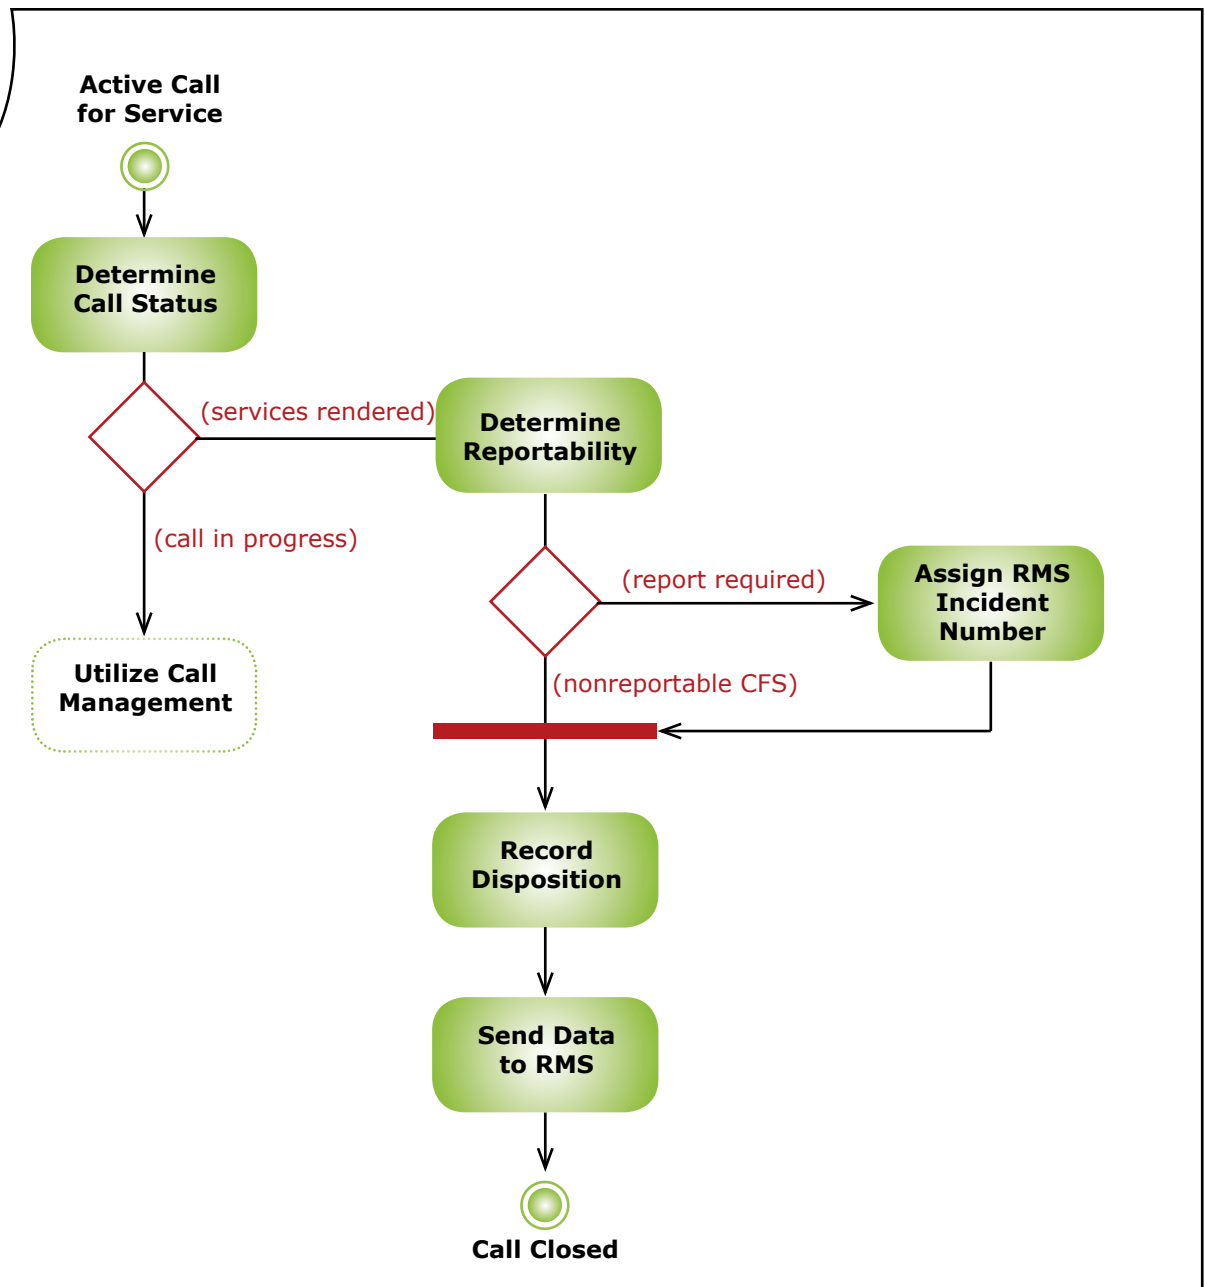 Active Call
for Service
Determine
Call Status
(services rendered)
Determine
Reportability
(call in progress)
(report required)
Assign RMS
Incident
Number
Utilize Call
Management
(nonreportable CFS)
Record
Disposition
Send Data
to RMS
Call Closed